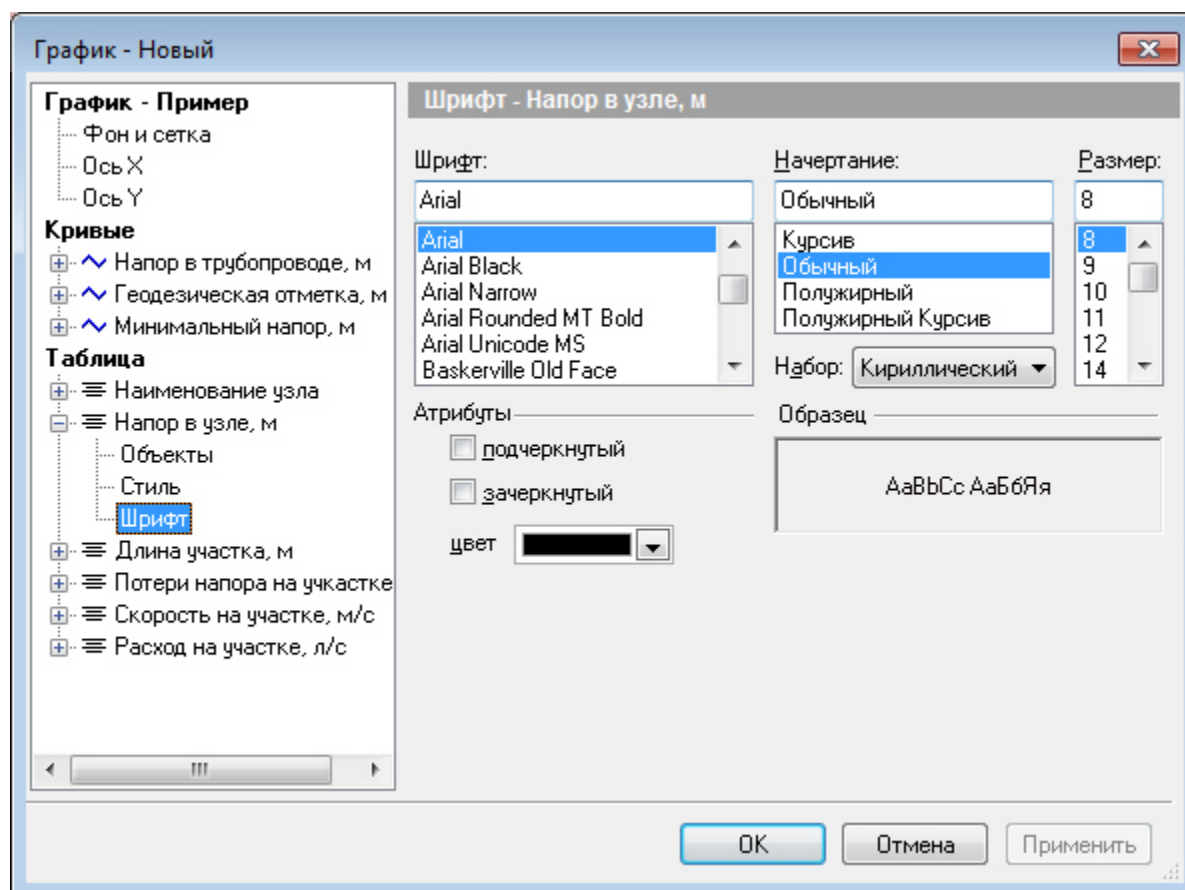 График - Новый
График - Пример
Фон и сетка
Ось X
Ось Y
Кривые
Напор в трубопроводе, м
Геодезическая отметка, м
Минимальный напор, м
Таблица
Наименование узла
Напор в узле, м
Объекты
Стиль
Шрифт
Длина участка, м
Потери напора на учкастке
Скорость на участке, м/с
Расход на участке, л/с
Шрифт - Напор в узле, м
Шрифт:
Arial
Arial
Arial Black
Arial Narrow
Arial Rounded MT Bold
Arial Unicode MS
Baskerville Old Face
Начертание:
Обычный
Курсив
Обычный
Полужирный
Полужирный Курсив
Набор: Кириллический
Размер:
8
8
9
10
11
12
14
Атрибуты
подчеркнутый
зачеркнутый
цвет
Образец
АаВbСс АаБбЯя
OK
Отмена
Применить